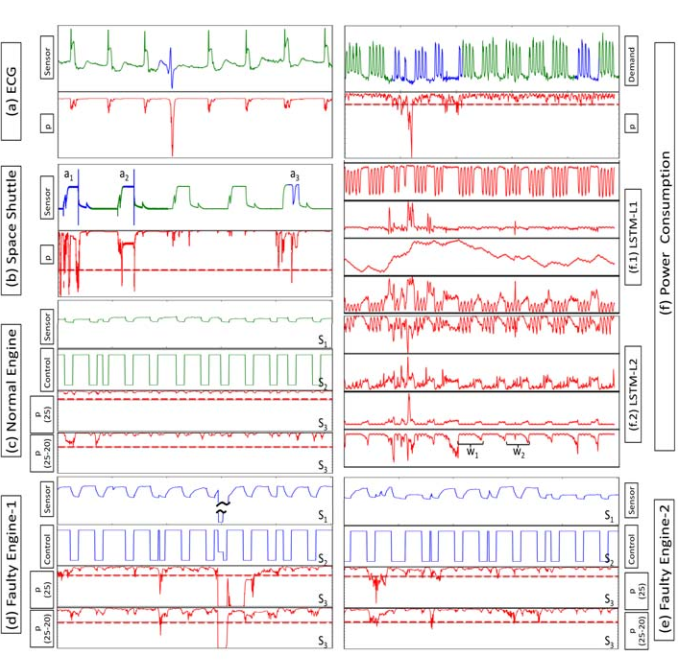 (a) ECG
Sensor
p
Demand
p
(b) Space Shuttle
Sensor
a1
a2
a3
p
(c) Normal Engine
Sensor
S1
Control
p
(25)
S3
p
(25-20)
S3
(f.1) LSTM-L1
(f.2) LSTM-L2
w1
w2
(f) Power Consumption
(d) Faulty Engine-1
Sensor
S1
Control
S2
p
(25)
S3
p
(25-20)
S3
Sensor
S1
Control
S2
p
(25)
S3
p
(25-20)
S3
(e) Faulty Engine-2